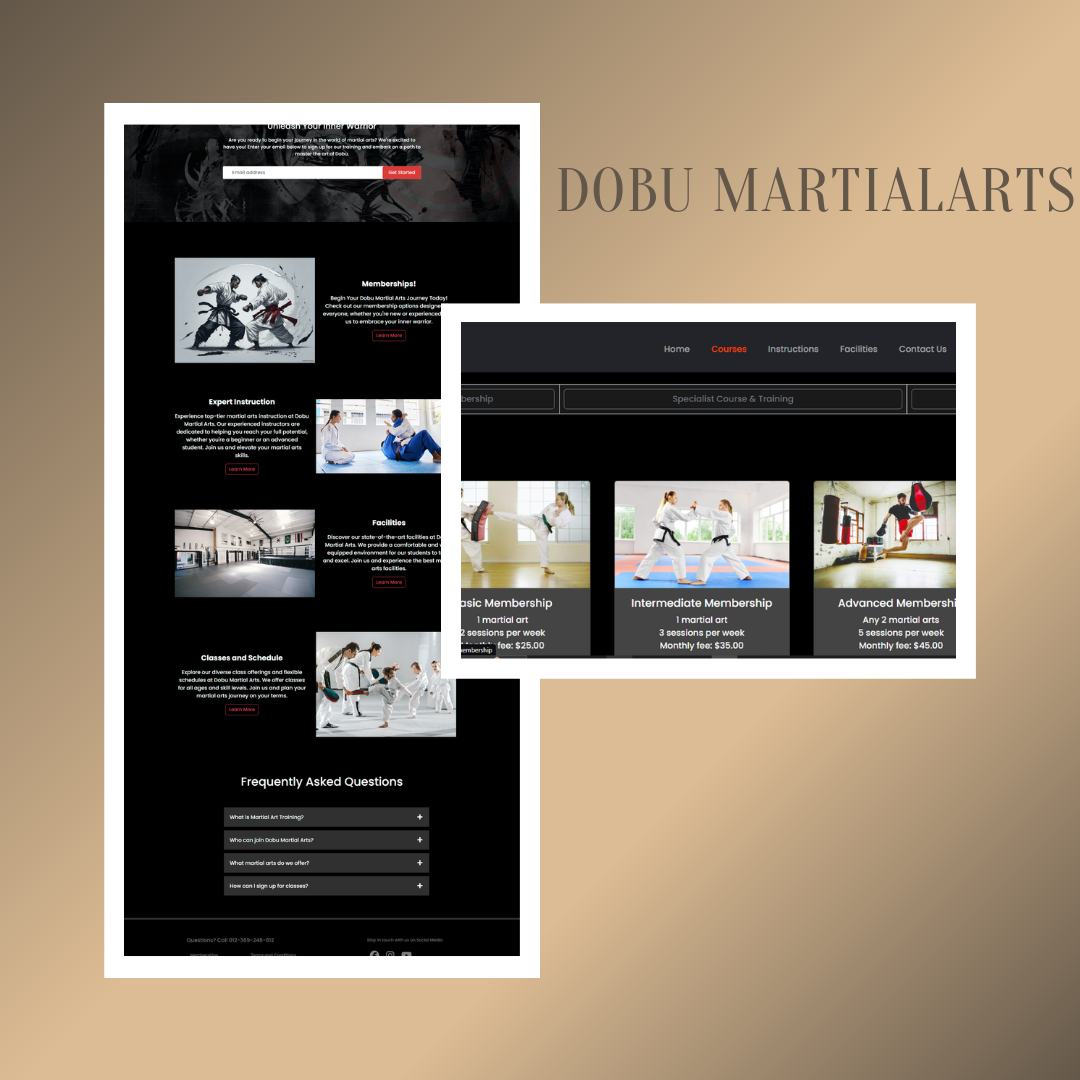 DOBU MARTIALARTS
Unleash Your Inner Warrior
Are you ready to begin your journey in the world of martial arts? We're excited to
have you! Enter your email below to sign up for our training and embark on a path to
master the art of Dobu.
Email address
Get Started
Memberships!
Begin Your Dobu Martial Arts Journey Today!
Check out our membership options designe
everyone, whether you're new or experienced
us to embrace your inner warrior.
Learn More
Expert Instruction
Experience top-tier martial arts instruction at Dobu
Martial Arts. Our experienced instructors are
dedicated to helping you reach your full potential,
whether you're a beginner or an advanced
student. Join us and elevate your martial arts
skills.
Learn More
Facilities
Discover our state-of-the-art facilities at D
Martial Arts. We provide a comfortable and
equipped environment for our students to t
and excel. Join us and experience the best m
arts facilities.
Learn More
Classes and Schedule
Explore our diverse class offerings and flexible
schedules at Dobu Martial Arts. We offer classes
for all ages and skill levels. Join us and plan your
martial arts journey on your terms.
Learn More
Frequently Asked Questions
What is Martial Art Training? +
Who can join Dobu Martial Arts? +
What martial arts do we offer? +
How can I sign up for classes? +
Questions? Call 012-369-248-612
Stay in touch with us on Social Media
Terms and Conditions
Home Courses Instructions Facilities Contact Us
bership
Specialist Course & Training
asic Membership
1 martial art
2 sessions per week
fee: $25.00
membership
Intermediate Membership
1 martial art
3 sessions per week
Monthly fee: $35.00
Advanced Membershi
Any 2 martial arts
5 sessions per week
Monthly fee: $45.00